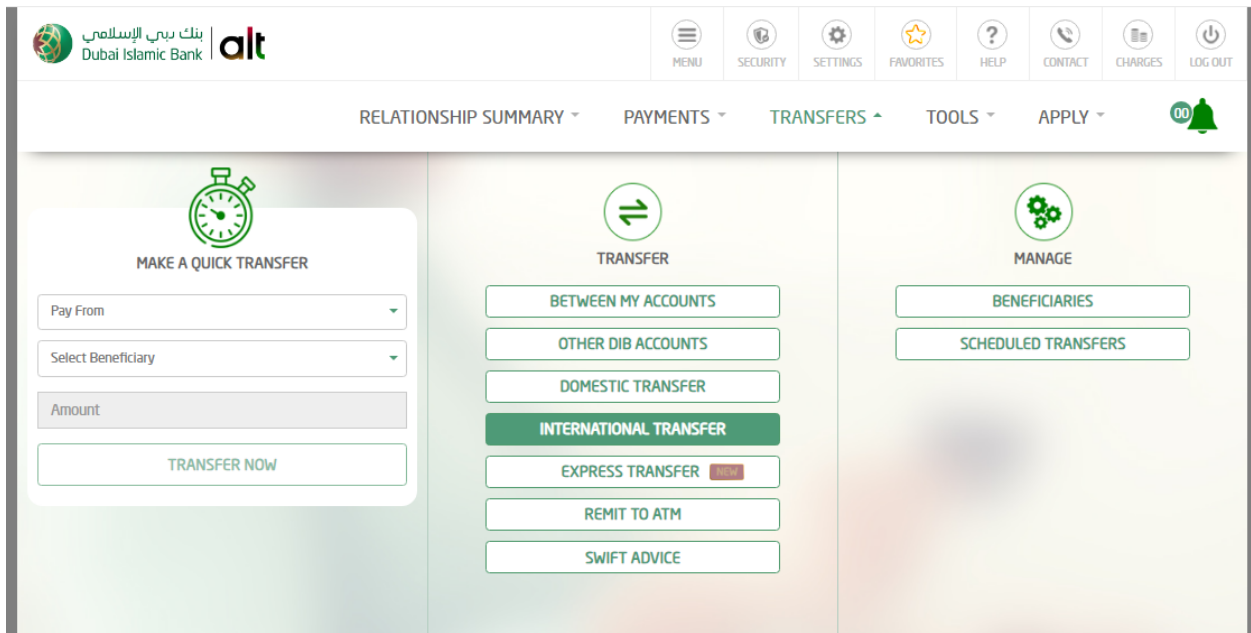 بنك دبي الإسلامي
Dubai Islamic Bank
alt
MENU
SECURITY
SETTINGS
FAVORITES
HELP
CONTACT
CHARGES
LOG OUT
RELATIONSHIP SUMMARY
PAYMENTS
TRANSFERS
TOOLS
APPLY
00
MAKE A QUICK TRANSFER
Pay From
Select Beneficiary
Amount
TRANSFER NOW
TRANSFER
BETWEEN MY ACCOUNTS
OTHER DIB ACCOUNTS
DOMESTIC TRANSFER
INTERNATIONAL TRANSFER
EXPRESS TRANSFER NEW
REMIT TO ATM
SWIFT ADVICE
MANAGE
BENEFICIARIES
SCHEDULED TRANSFERS